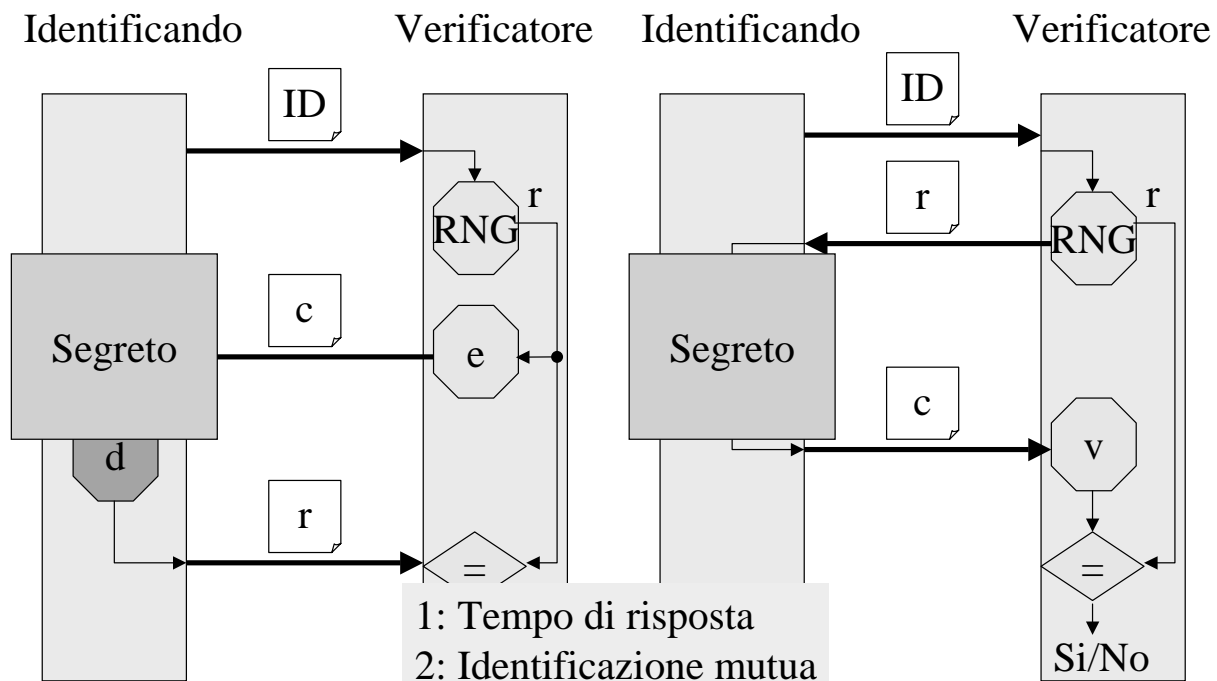 Identificando
Verificatore
ID
r
RNG
c
Segreto
e
d
r
=
Identificando
Verificatore
ID
r
r
RNG
Segreto
c
v
=
Si/No
1: Tempo di risposta
2: Identificazione mutua